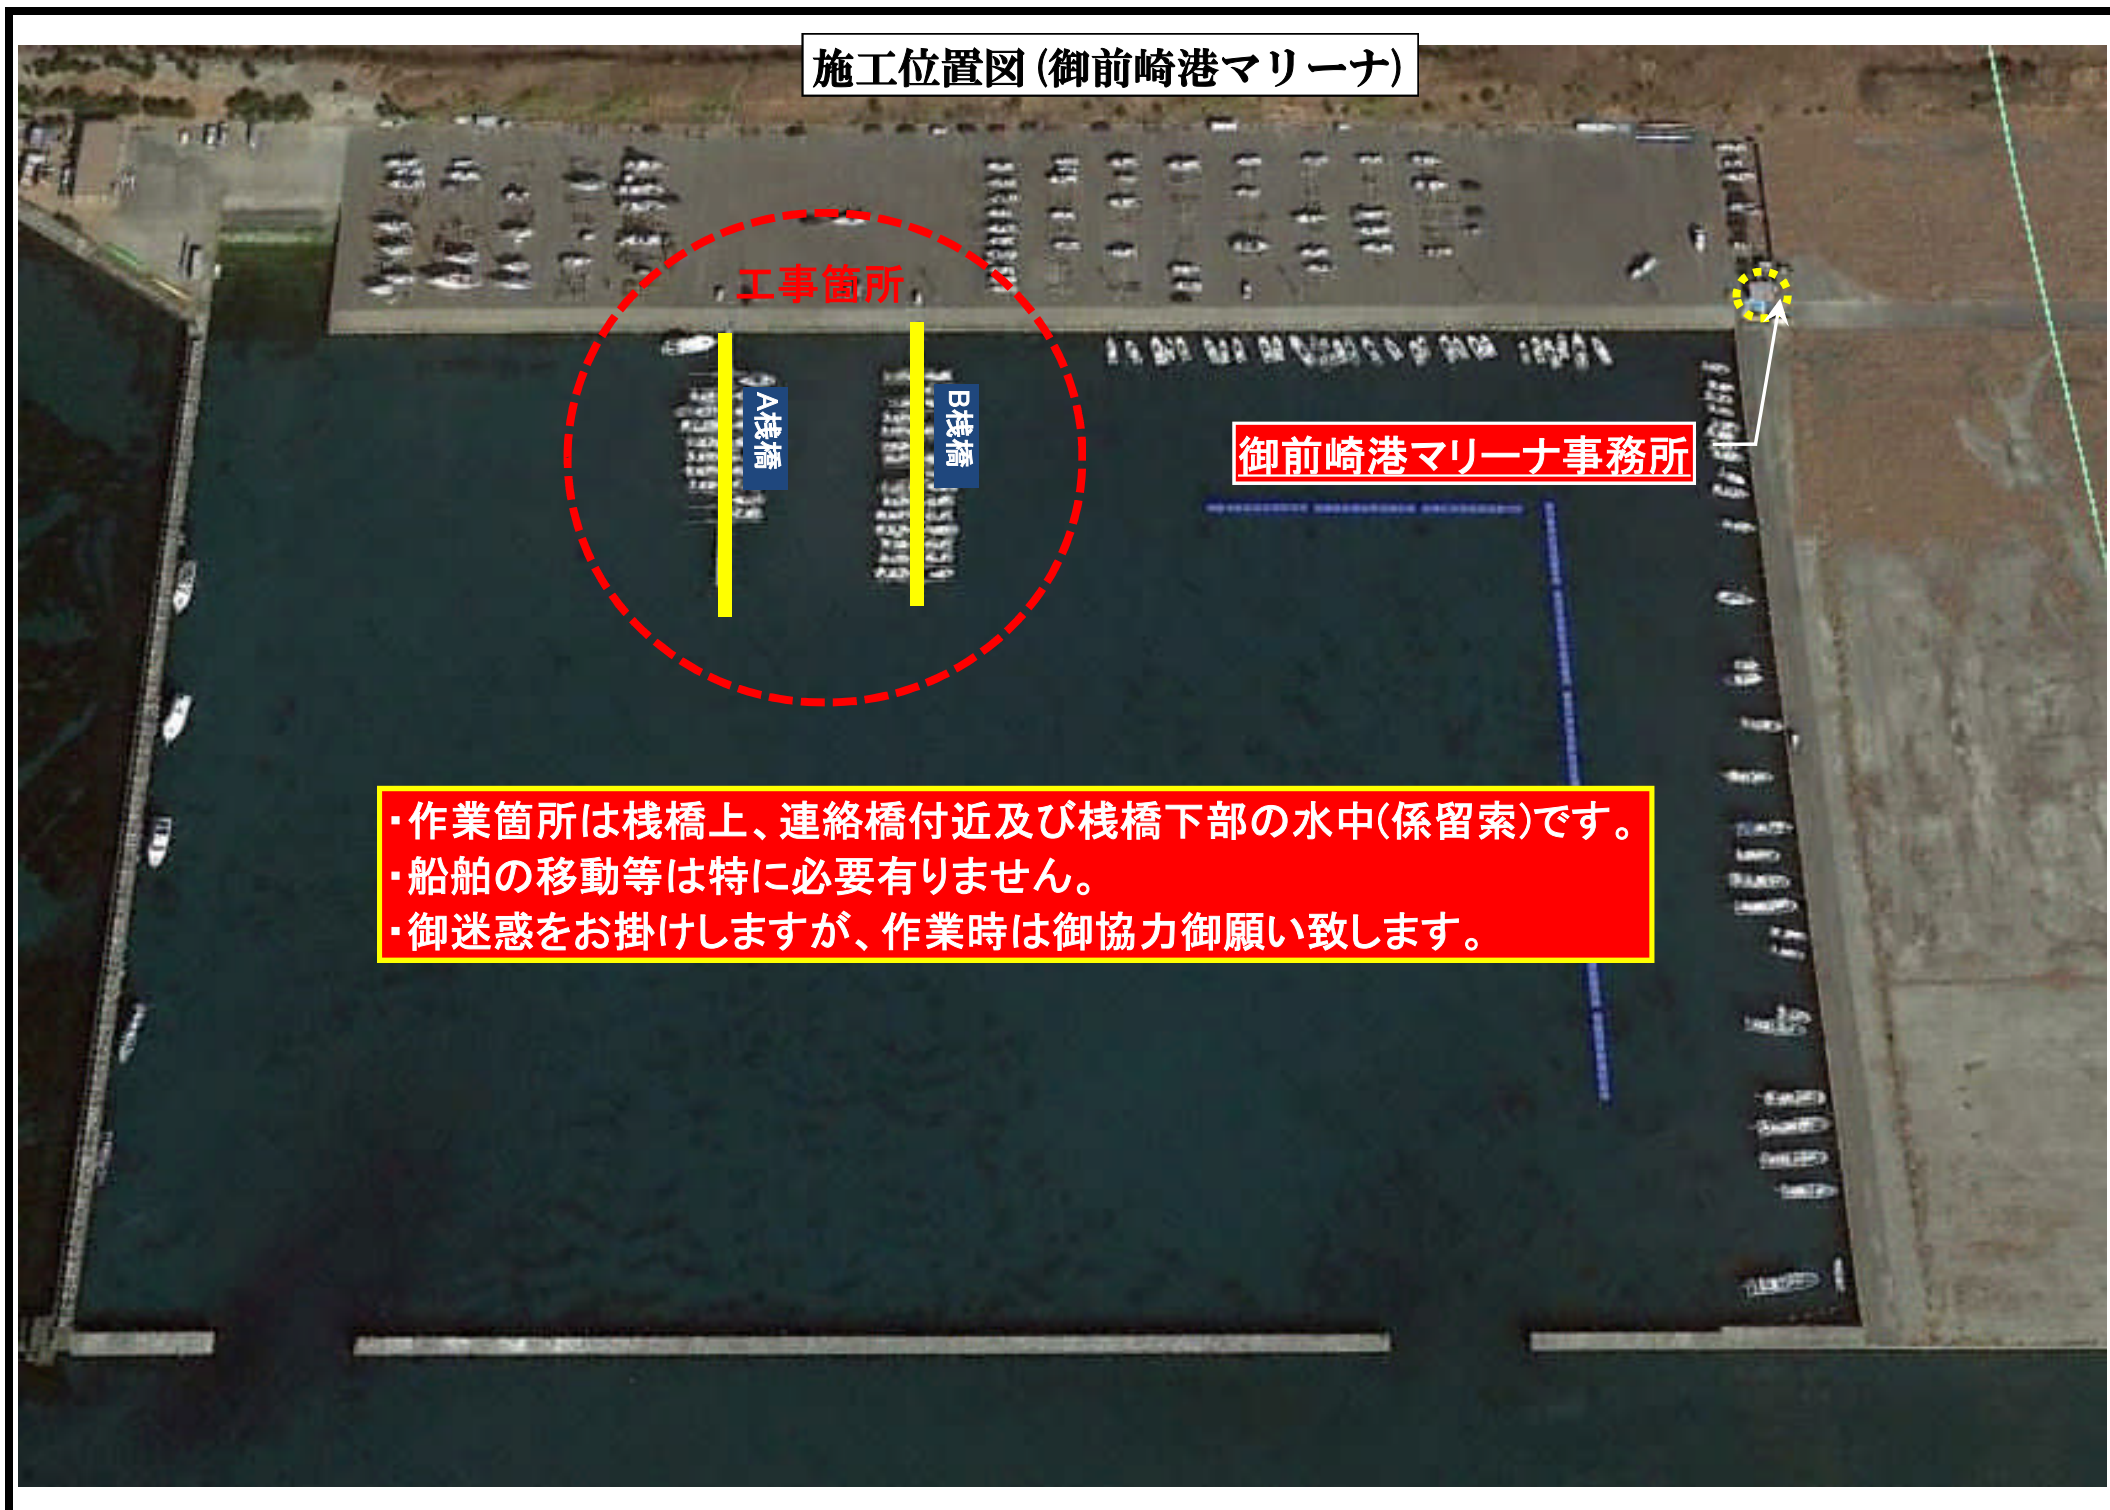 施工位置図(御前崎港マリーナ)
工事箇所
A桟橋
B桟橋
御前崎港マリーナ事務所
・作業箇所は桟橋上、連絡橋付近及び桟橋下部の水中(係留索)です。
・船舶の移動等は特に必要有りません。
・御迷惑をお掛けしますが、作業時は御協力御願い致します。